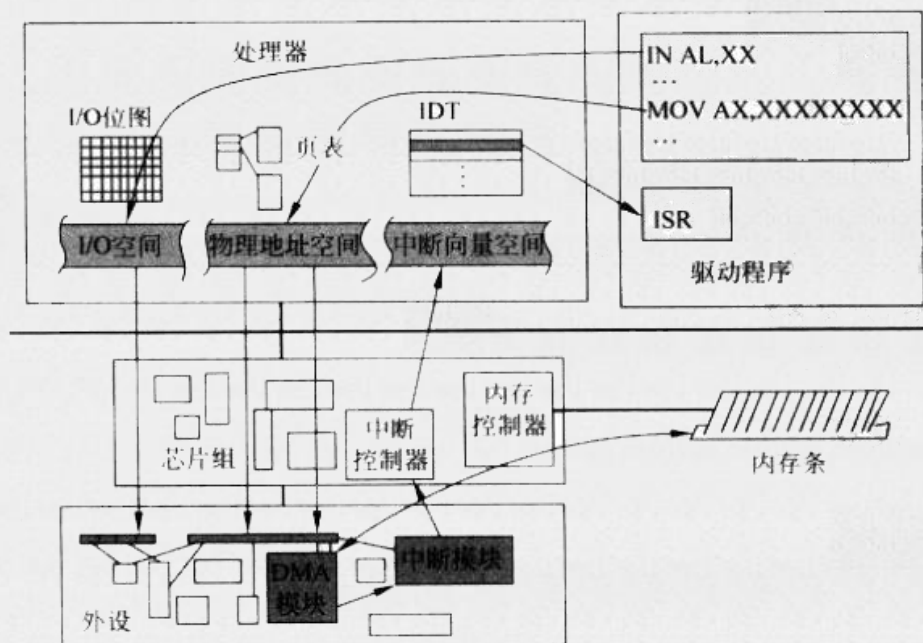 处理器
I/O位图
页表
IDT
I/O空间
物理地址空间
中断向量空间
IN AL,XX
…
MOV AX,XXXXXXXX
…
ISR
驱动程序
芯片组
中断
控制器
内存
控制器
内存条
外设
DMA
模块
中断模块